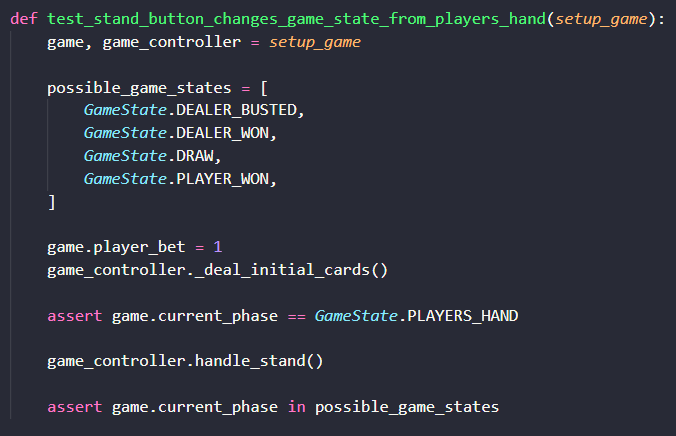 def test_stand_button_changes_game_state_from_players_hand(setup_game):
    game, game_controller = setup_game

    possible_game_states = [
        GameState.DEALER_BUSTED,
        GameState.DEALER_WON,
        GameState.DRAW,
        GameState.PLAYER_WON,
    ]

    game.player_bet = 1
    game_controller._deal_initial_cards()

    assert game.current_phase == GameState.PLAYERS_HAND

    game_controller.handle_stand()

    assert game.current_phase in possible_game_states